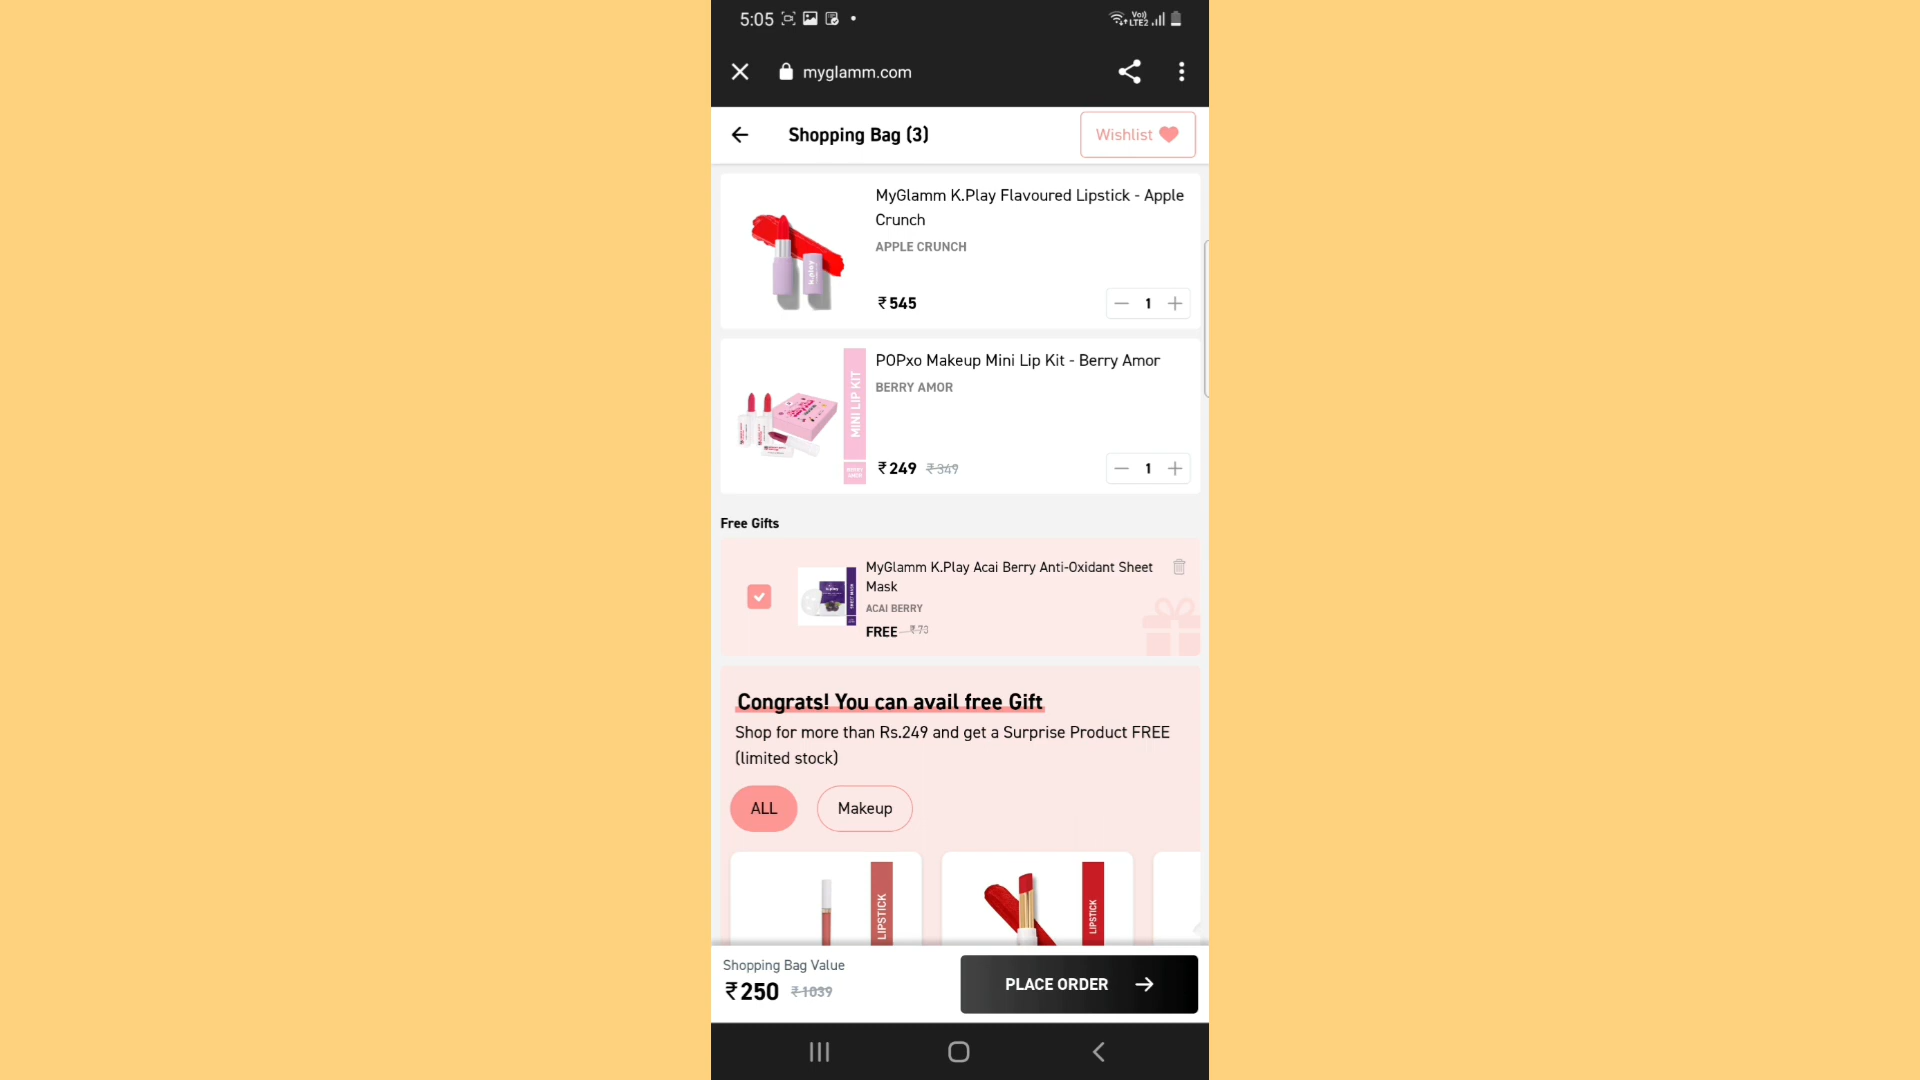 5:05
Vo))
LTE2
myglamm.com
Shopping Bag (3)
Wishlist
MyGlamm K.Play Flavoured Lipstick - Apple
Crunch
APPLE CRUNCH
k.play
₹545
1
POPxo Makeup Mini Lip Kit - Berry Amor
BERRY AMOR
MINI LIP KIT
₹249 ₹349
1
Free Gifts
MyGlamm K.Play Acai Berry Anti-Oxidant Sheet
Mask
ACAI BERRY
FREE ₹73
Congrats! You can avail free Gift
Shop for more than Rs.249 and get a Surprise Product FREE
(limited stock)
ALL
Makeup
LIPSTICK
LIPSTICK
Shopping Bag Value
₹250 ₹1039
PLACE ORDER